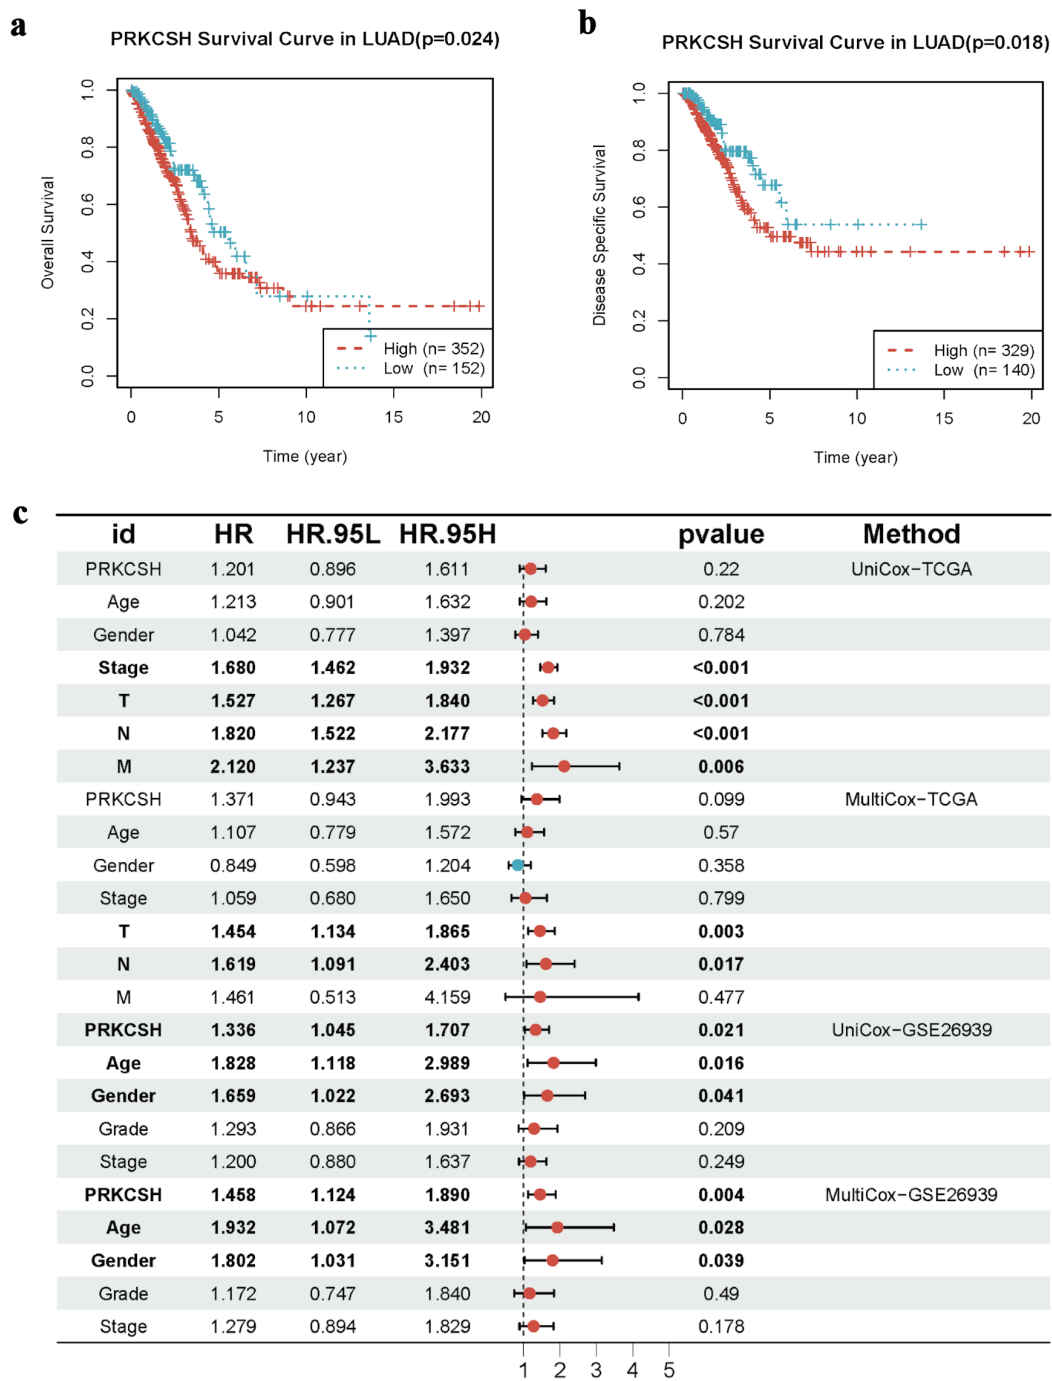 a
PRKCSH Survival Curve in LUAD(p=0.024)
Overall Survival
1.0
0.8
0.6
0.4
0.2
0.0
High (n= 352)
Low (n= 152)
0 5 10 15 20
Time (year)
b
PRKCSH Survival Curve in LUAD(p=0.018)
Disease Specific Survival
1.0
0.8
0.6
0.4
0.2
0.0
High (n= 329)
Low (n= 140)
0 5 10 15 20
Time (year)
c
id HR HR.95L HR.95H pvalue Method
PRKCSH 1.201 0.896 1.611 0.22 UniCox−TCGA
Age 1.213 0.901 1.632 0.202
Gender 1.042 0.777 1.397 0.784
Stage 1.680 1.462 1.932 <0.001
T 1.527 1.267 1.840 <0.001
N 1.820 1.522 2.177 <0.001
M 2.120 1.237 3.633 0.006
PRKCSH 1.371 0.943 1.993 0.099 MultiCox−TCGA
Age 1.107 0.779 1.572 0.57
Gender 0.849 0.598 1.204 0.358
Stage 1.059 0.680 1.650 0.799
T 1.454 1.134 1.865 0.003
N 1.619 1.091 2.403 0.017
M 1.461 0.513 4.159 0.477
PRKCSH 1.336 1.045 1.707 0.021 UniCox−GSE26939
Age 1.828 1.118 2.989 0.016
Gender 1.659 1.022 2.693 0.041
Grade 1.293 0.866 1.931 0.209
Stage 1.200 0.880 1.637 0.249
PRKCSH 1.458 1.124 1.890 0.004 MultiCox−GSE26939
Age 1.932 1.072 3.481 0.028
Gender 1.802 1.031 3.151 0.039
Grade 1.172 0.747 1.840 0.49
Stage 1.279 0.894 1.829 0.178
1 2 3 4 5